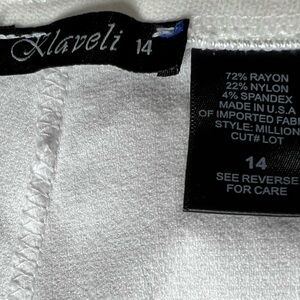 Klaveli 14
72% RAYON
22% NYLON
4% SPANDEX
MADE IN U.S.A
OF IMPORTED FABI
STYLE: MILLION
CUT# LOT
14
SEE REVERSE
FOR CARE